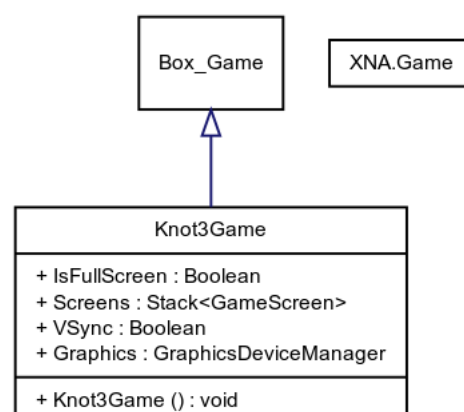 Box_Game
XNA.Game
Knot3Game
+ IsFullScreen : Boolean
+ Screens : Stack<GameScreen>
+ VSync : Boolean
+ Graphics : GraphicsDeviceManager
+ Knot3Game () : void